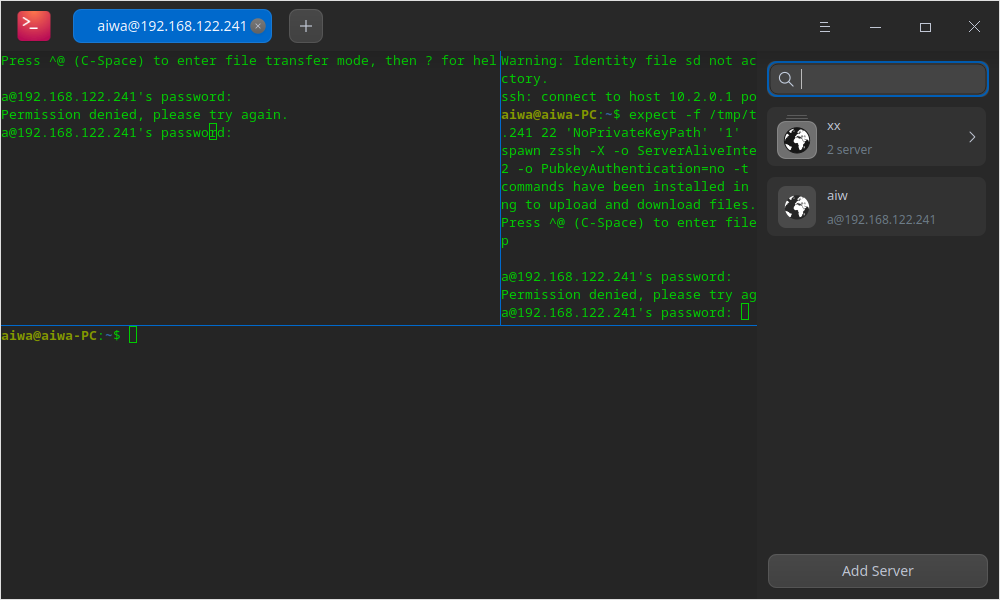 aiwa@192.168.122.241
Press ^@ (C-Space) to enter file transfer mode, then ? for hel
a@192.168.122.241's password:
Permission denied, please try again.
a@192.168.122.241's password:
Warning: Identity file sd not ac
ctory.
ssh: connect to host 10.2.0.1 po
aiwa@aiwa-PC:~$ expect -f /tmp/t
.241 22 'NoPrivateKeyPath' '1'
spawn zssh -X -o ServerAliveInte
2 -o PubkeyAuthentication=no -t
commands have been installed in
ng to upload and download files.
Press ^@ (C-Space) to enter file
p
a@192.168.122.241's password:
Permission denied, please try ag
a@192.168.122.241's password:
aiwa@aiwa-PC:~$
xx
2 server
aiw
a@192.168.122.241
Add Server